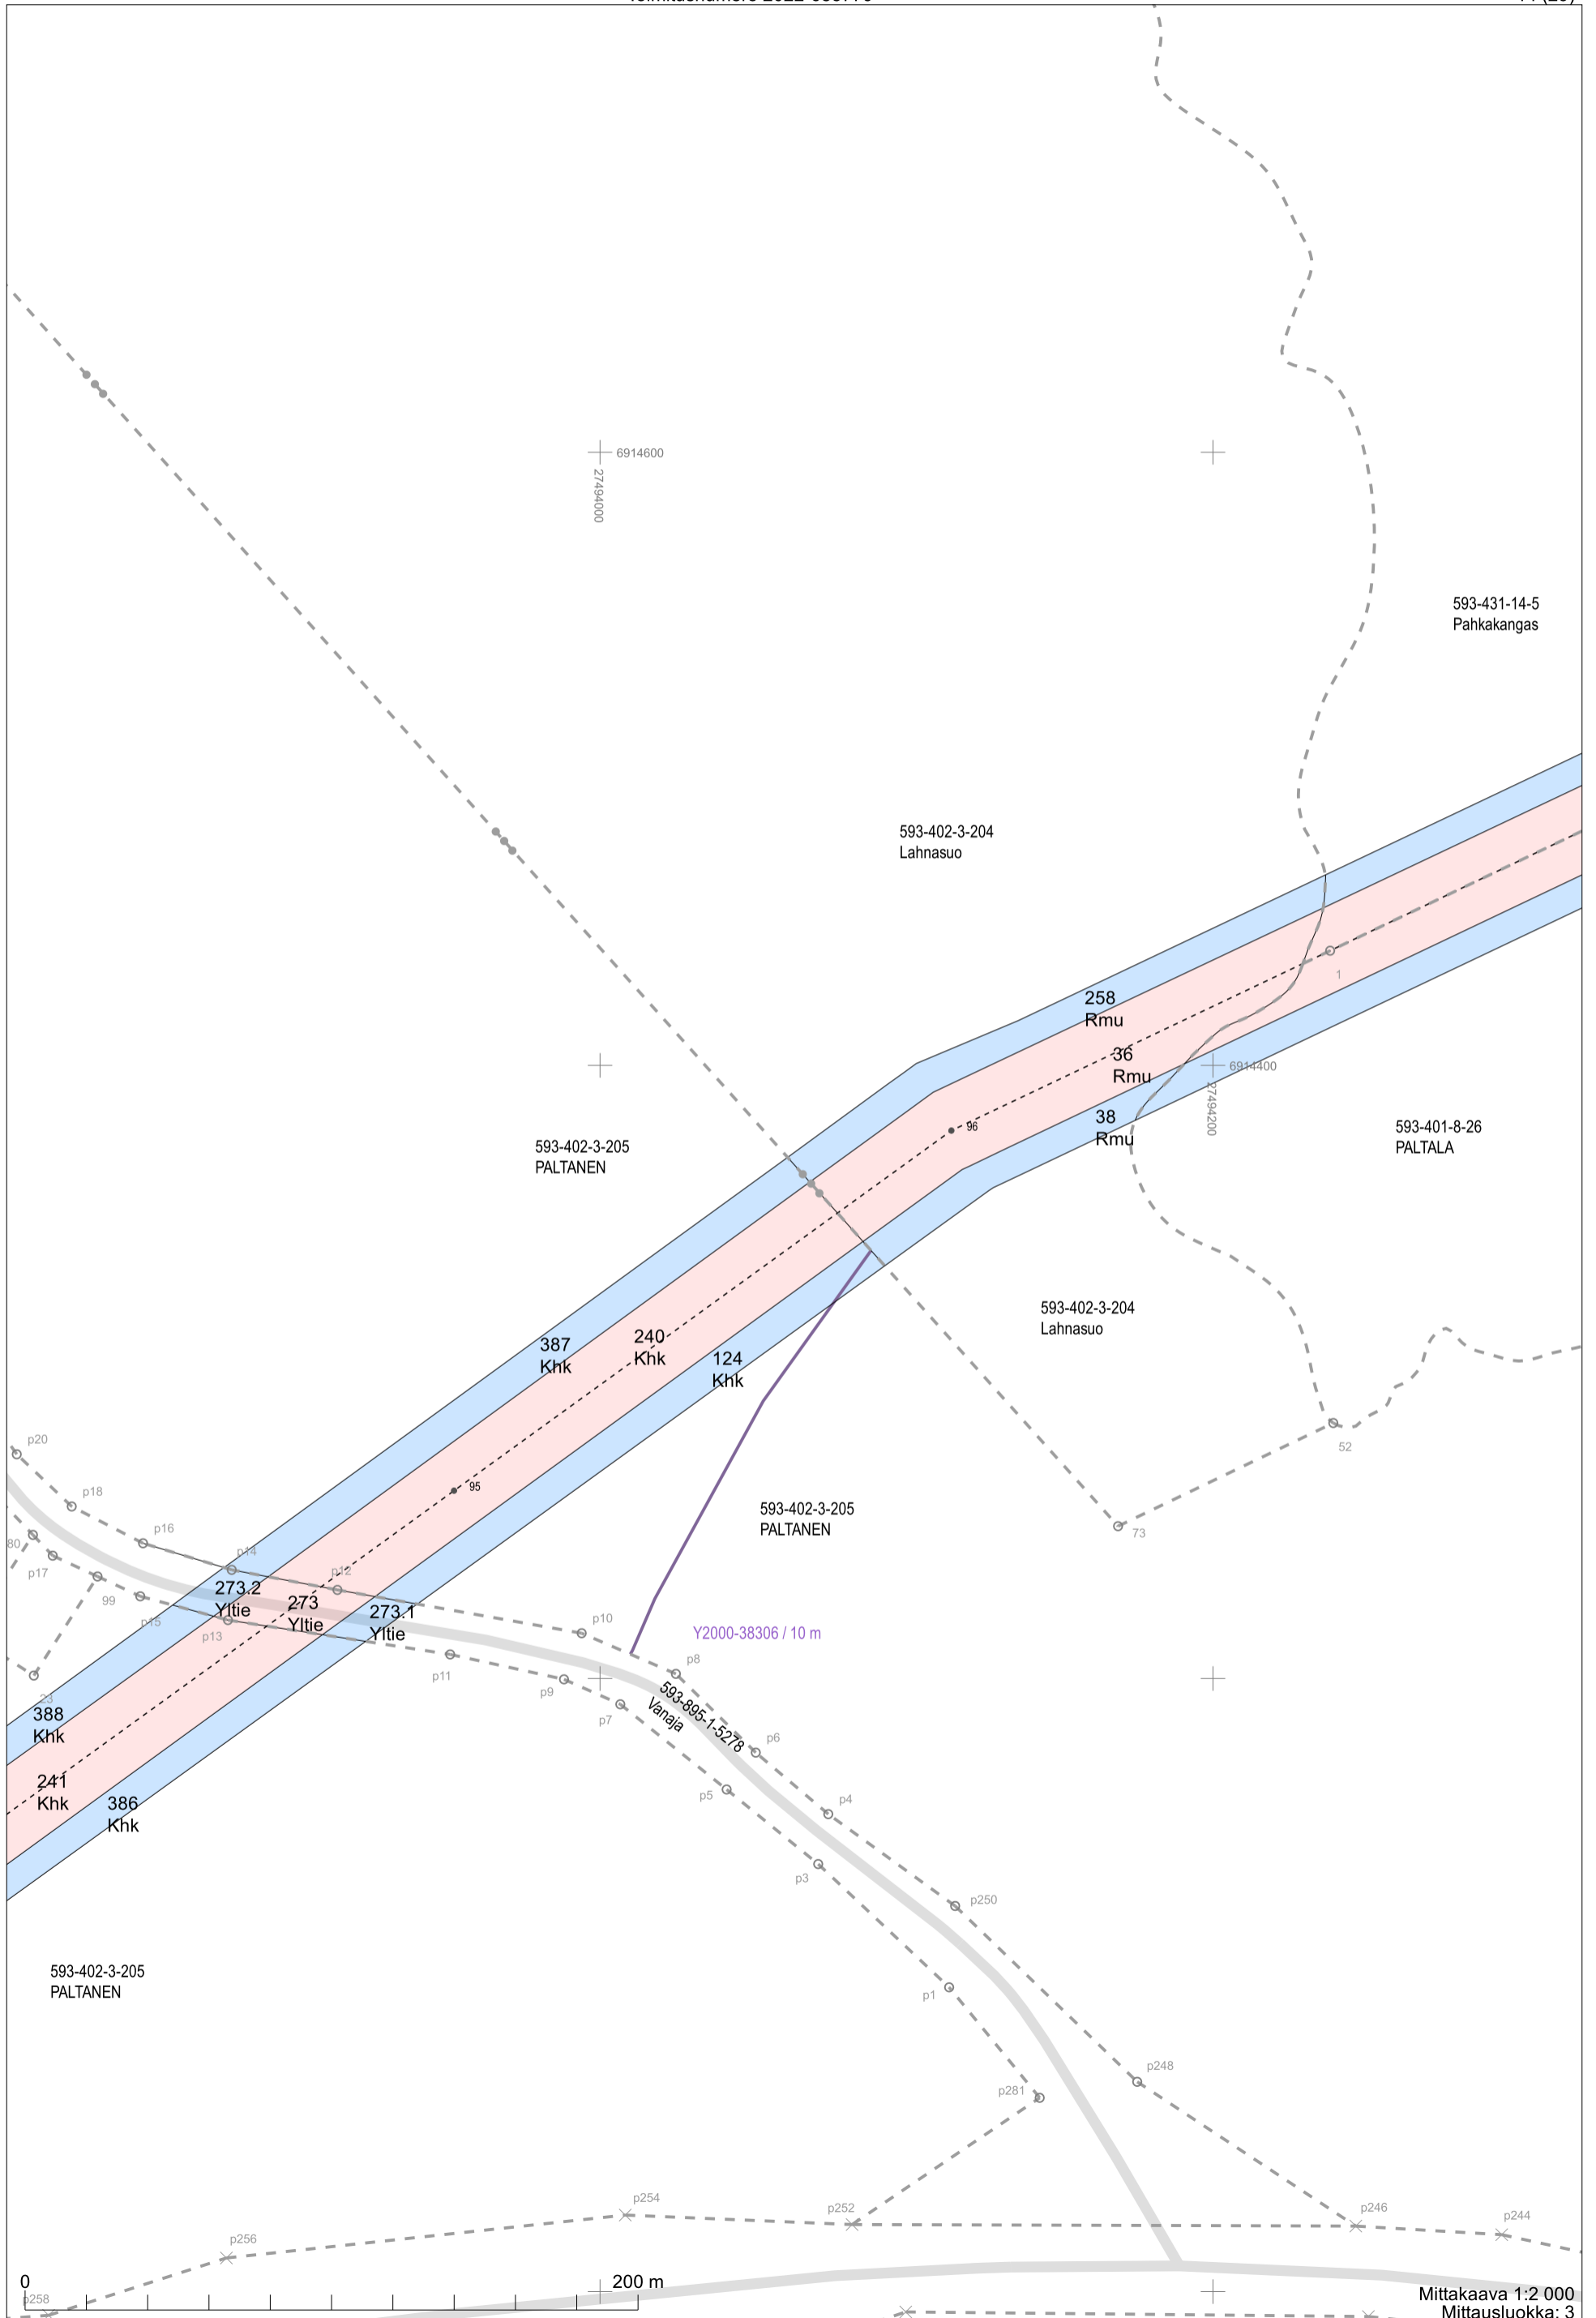 6914600
27494000
593-431-14-5
Pahkakangas
593-402-3-204
Lahnasuo
1
258
Rmu
36
Rmu
6914400
27494200
38
Rmu
96
593-401-8-26
PALTALA
593-402-3-205
PALTANEN
593-402-3-204
Lahnasuo
387
Khk
240
Khk
124
Khk
52
p20
p18
95
593-402-3-205
PALTANEN
73
p16
80
p14
p17
p12
99
273.2
Yltie
273
Yltie
273.1
Yltie
p15
p13
p10
Y2000-38306 / 10 m
p11
p8
p9
23
593-895-1-5278
Vanaja
p7
388
Khk
p6
241
Khk
p5
386
Khk
p4
p3
p250
593-402-3-205
PALTANEN
p1
p248
p281
p254
p252
p246
p244
p256
0
200 m
p258
Mittakaava 1:2 000
Mittausluokka: 3